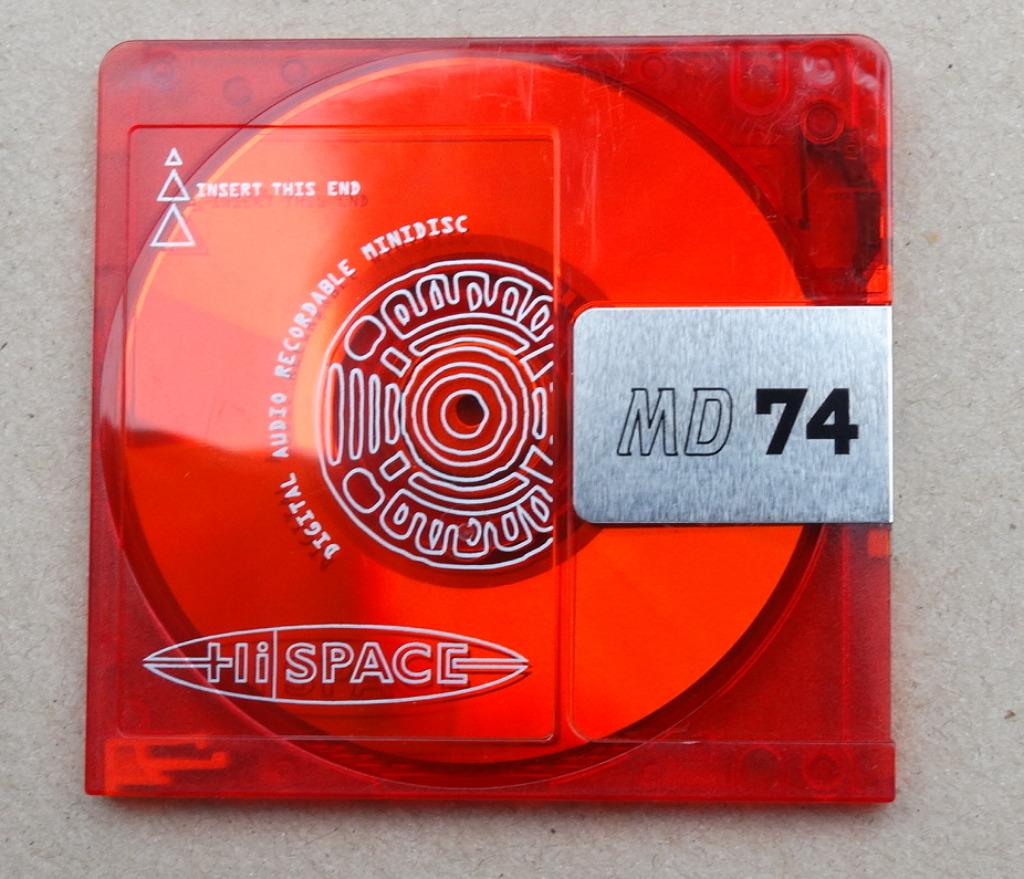 INSERT THIS END
DIGITAL AUDIO RECORDABLE MINIDISC
MD 74
Hi SPACE